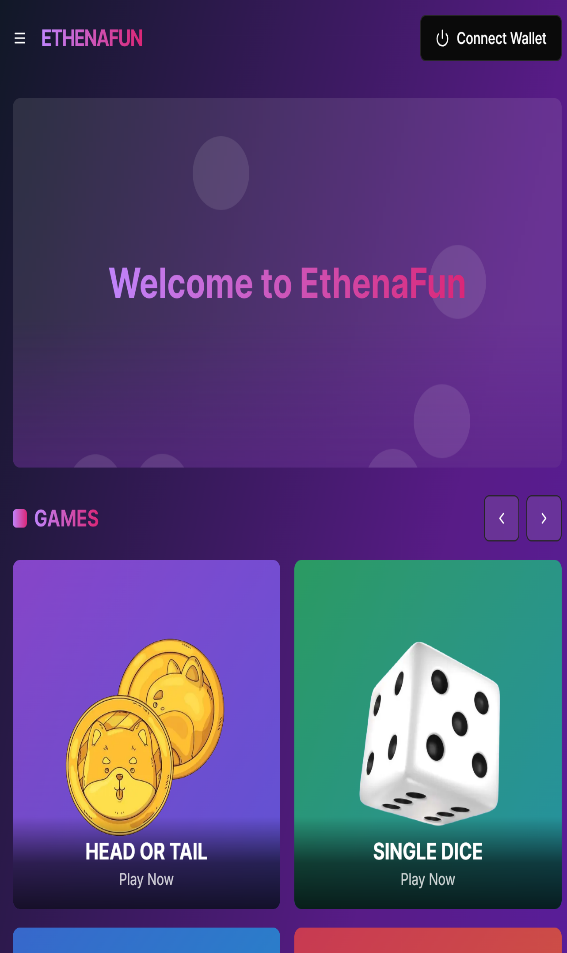 ETHENAFUN
Connect Wallet
Welcome to EthenaFun
GAMES
HEAD OR TAIL
Play Now
SINGLE DICE
Play Now